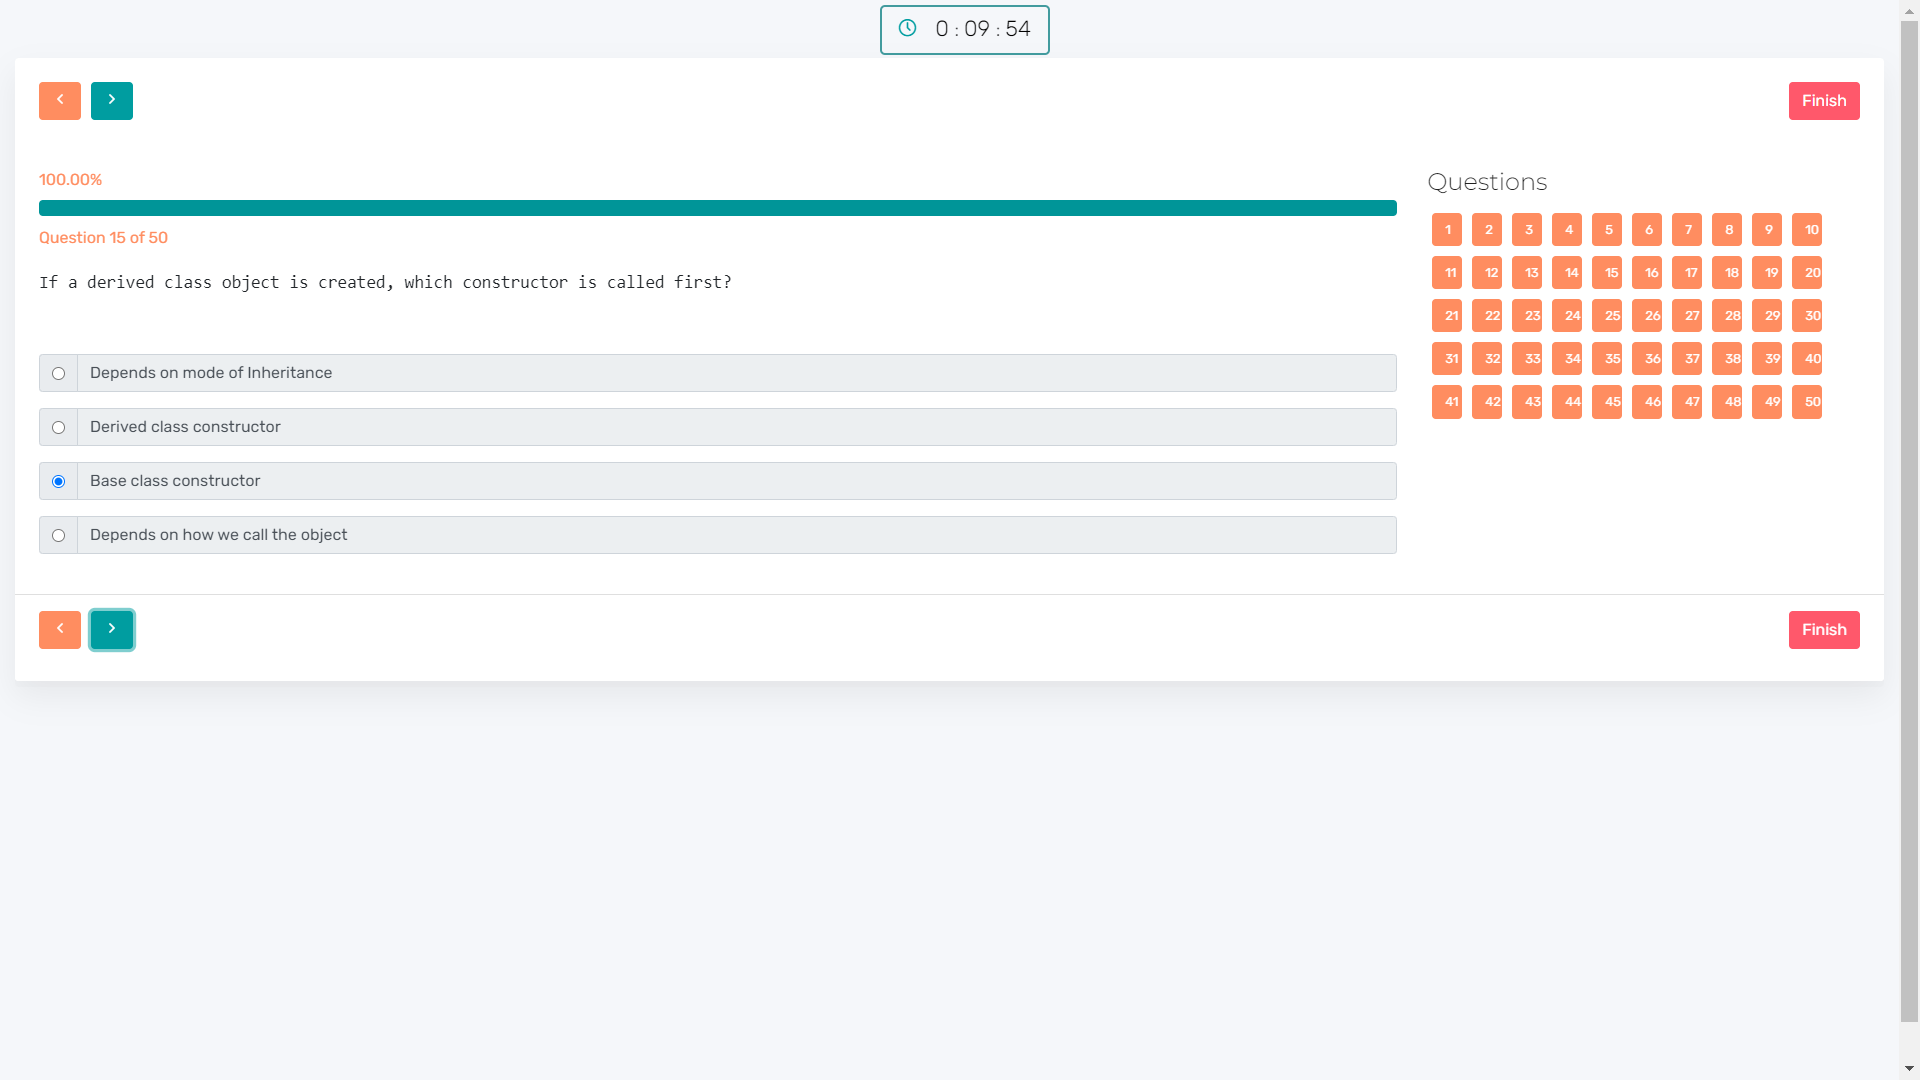 0 : 09 : 54
Finish
100.00%
Question 15 of 50
If a derived class object is created, which constructor is called first?
Depends on mode of Inheritance
Derived class constructor
Base class constructor
Depends on how we call the object
Questions
1 2 3 4 5 6 7 8 9 10
11 12 13 14 15 16 17 18 19 20
21 22 23 24 25 26 27 28 29 30
31 32 33 34 35 36 37 38 39 40
41 42 43 44 45 46 47 48 49 50
Finish